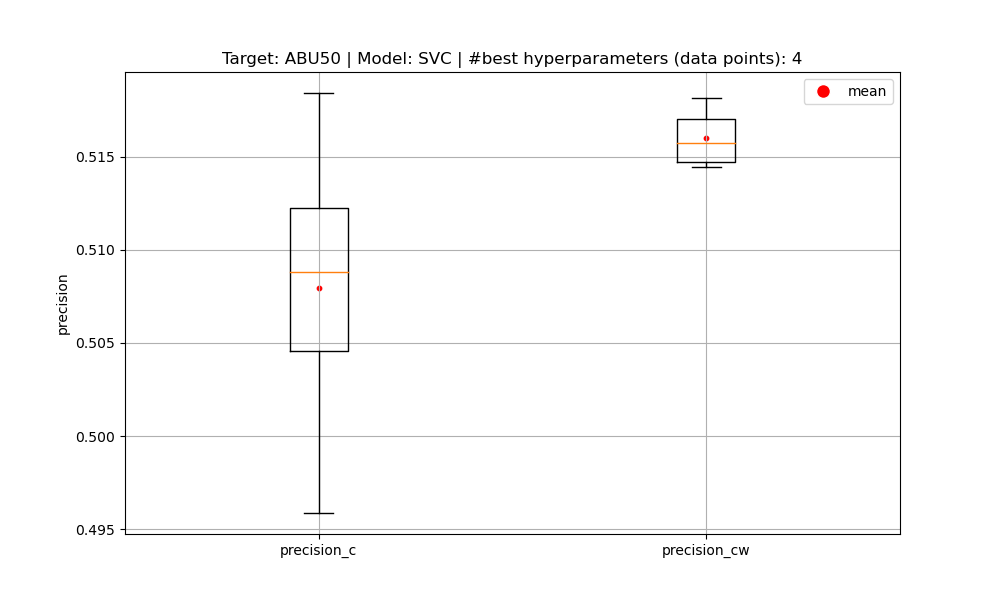 Target: ABU50 | Model: SVC | #best hyperparameters (data points): 4
mean
0.515
0.510
0.505
0.500
0.495
precision
precision_c
precision_cw